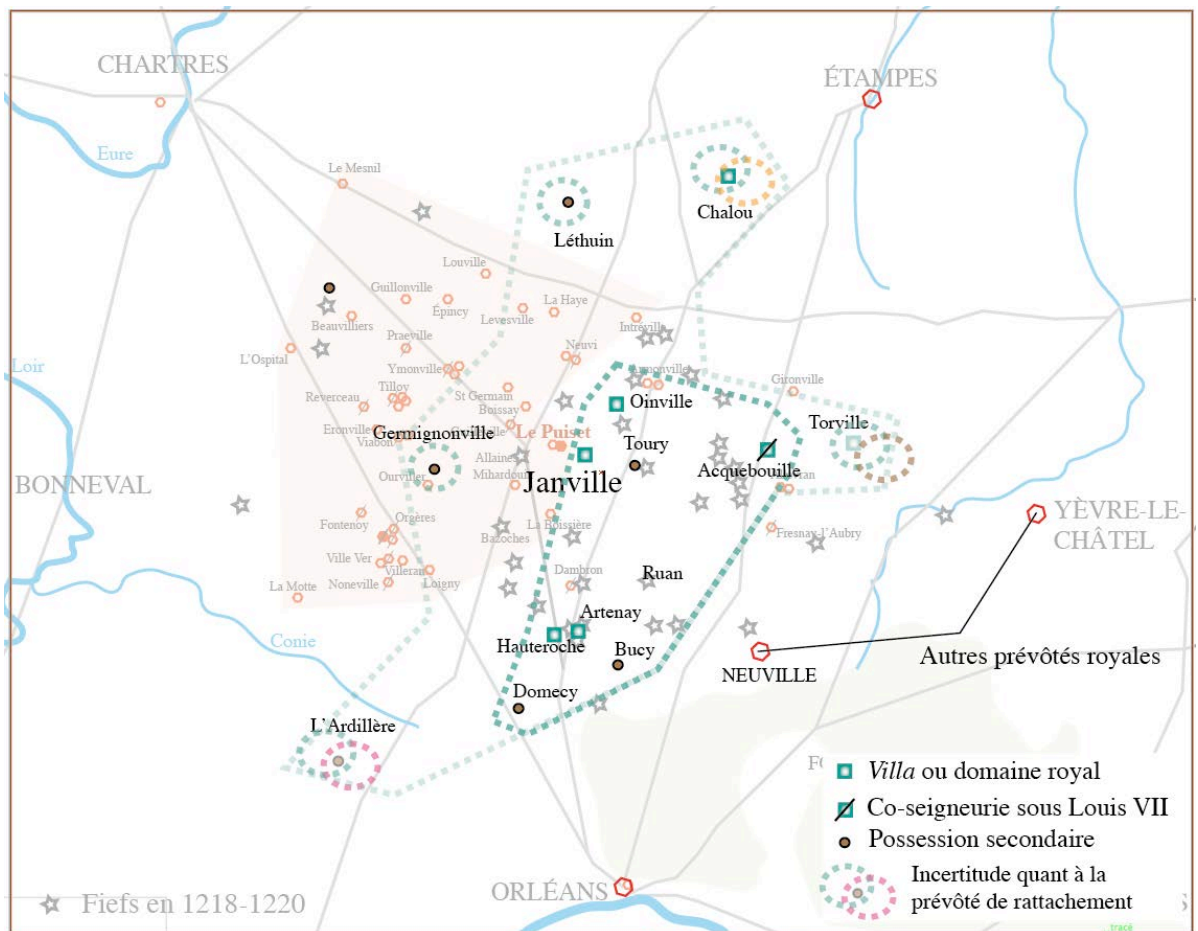 CHARTRES
ÉTAMPES
Eure
Le Mesnil
Chalou
Léthuin
Louville
Guillonville
La Haye
Épincy
Levesville
Beauvilliers
Intréville
Praeville
L'Ospital
Neuvi
Loir
Ymonville
Armonville
Gironville
Tilloy
St Germain
Reverceau
Oinville
Boissay
Torville
Eronville
Germignonville
Le Puiset
Viabon
Toury
Allaines
Acquebouille
Mihardouin
Ourvilier
Janville
BONNEVAL
YÈVRE-LE-
CHÂTEL
Fontenoy
Orgères
La Boissière
Bazoches
Fresnay-l'Aubry
Ville Ver
Villeran
Dambron
Ruan
La Motte
Noneville
Loigny
Artenay
Conie
Hauteroche
Bucy
Autres prévôtés royales
NEUVILLE
Domecy
L'Ardillère
Villa ou domaine royal
Co-seigneurie sous Louis VII
Possession secondaire
Incertitude quant à la
prévôté de rattachement
ORLÉANS
Fiefs en 1218-1220
tracé